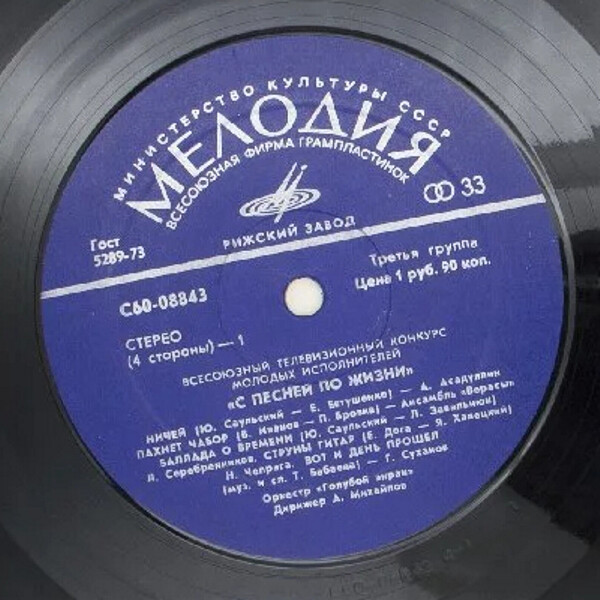 МИНИСТЕРСТВО КУЛЬТУРЫ СССР
МЕЛОДИЯ
ВСЕСОЮЗНАЯ ФИРМА ГРАМПЛАСТИНОК
33
РИЖСКИЙ ЗАВОД
Гост
5289-73
Третья группа
Цена 1 руб. 90 коп.
С60-08843
СТЕРЕО
(4 стороны)—1
ВСЕСОЮЗНЫЙ ТЕЛЕВИЗИОННЫЙ КОНКУРС
МОЛОДЫХ ИСПОЛНИТЕЛЕЙ
«С ПЕСНЕЙ ПО ЖИЗНИ»
НИЧЕЙ (Ю. Саульский — Е. Евтушенко) — А. Асадуллин
ПАХНЕТ ЧАБОР (В. Иванов — П. Бровка) — Ансамбль «Верасы»
БАЛЛАДА О ВРЕМЕНИ (Ю. Саульский — П. Завальнюк)
Л. Серебренников. СТРУНЫ ГИТАР (Е. Дога — Я. Халецкий)
Н. Чепрага. ВОТ И ДЕНЬ ПРОШЕЛ
(муз. и сл. Т. Бабаева) — Г. Суханов
Оркестр «Голубой экран»
Дирижер А. Михайлов